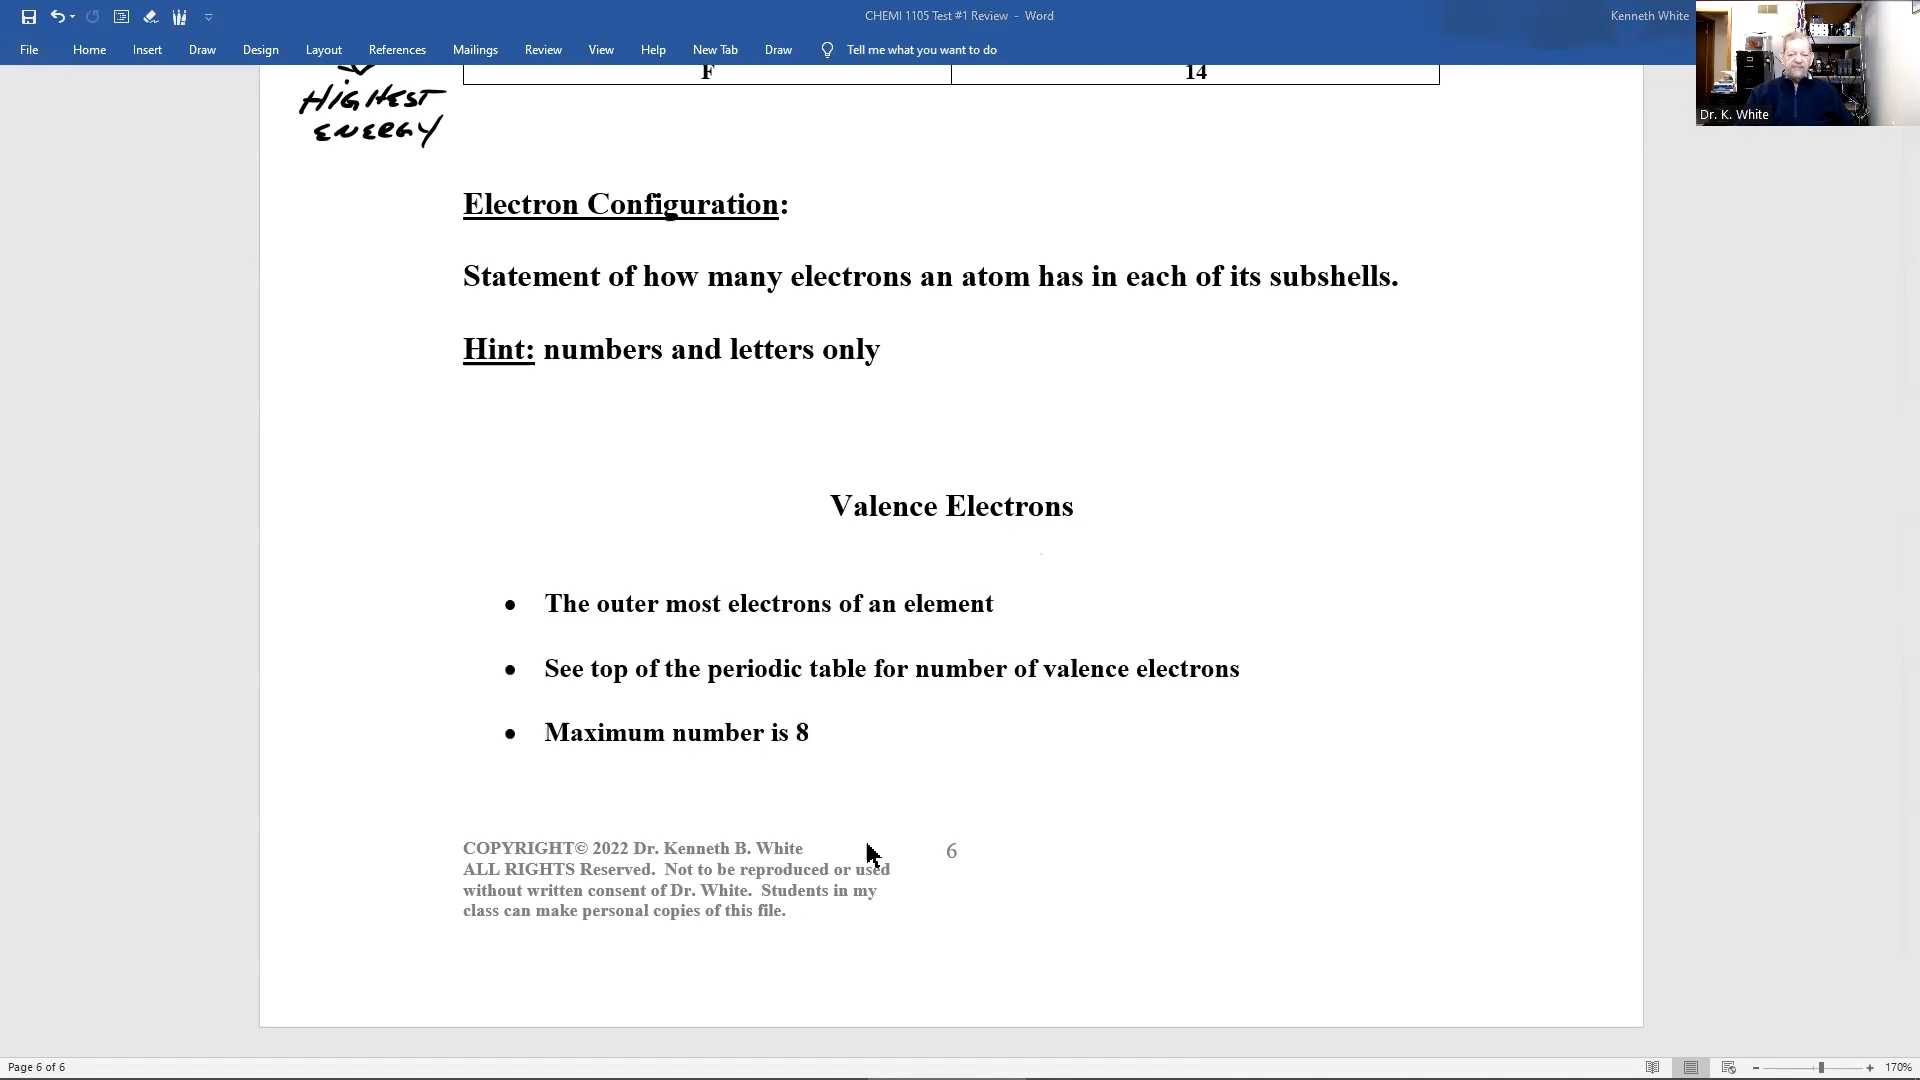 CHEMI 1105 Test #1 Review - Word
Kenneth White
File Home Insert Draw Design Layout References Mailings Review View Help New Tab Draw Tell me what you want to do
Dr. K. White
F 14
HIGHEST
ENERGY
Electron Configuration:
Statement of how many electrons an atom has in each of its subshells.
Hint: numbers and letters only
Valence Electrons
• The outer most electrons of an element
• See top of the periodic table for number of valence electrons
• Maximum number is 8
COPYRIGHT© 2022 Dr. Kenneth B. White
ALL RIGHTS Reserved. Not to be reproduced or used
without written consent of Dr. White. Students in my
class can make personal copies of this file.
6
Page 6 of 6
170%